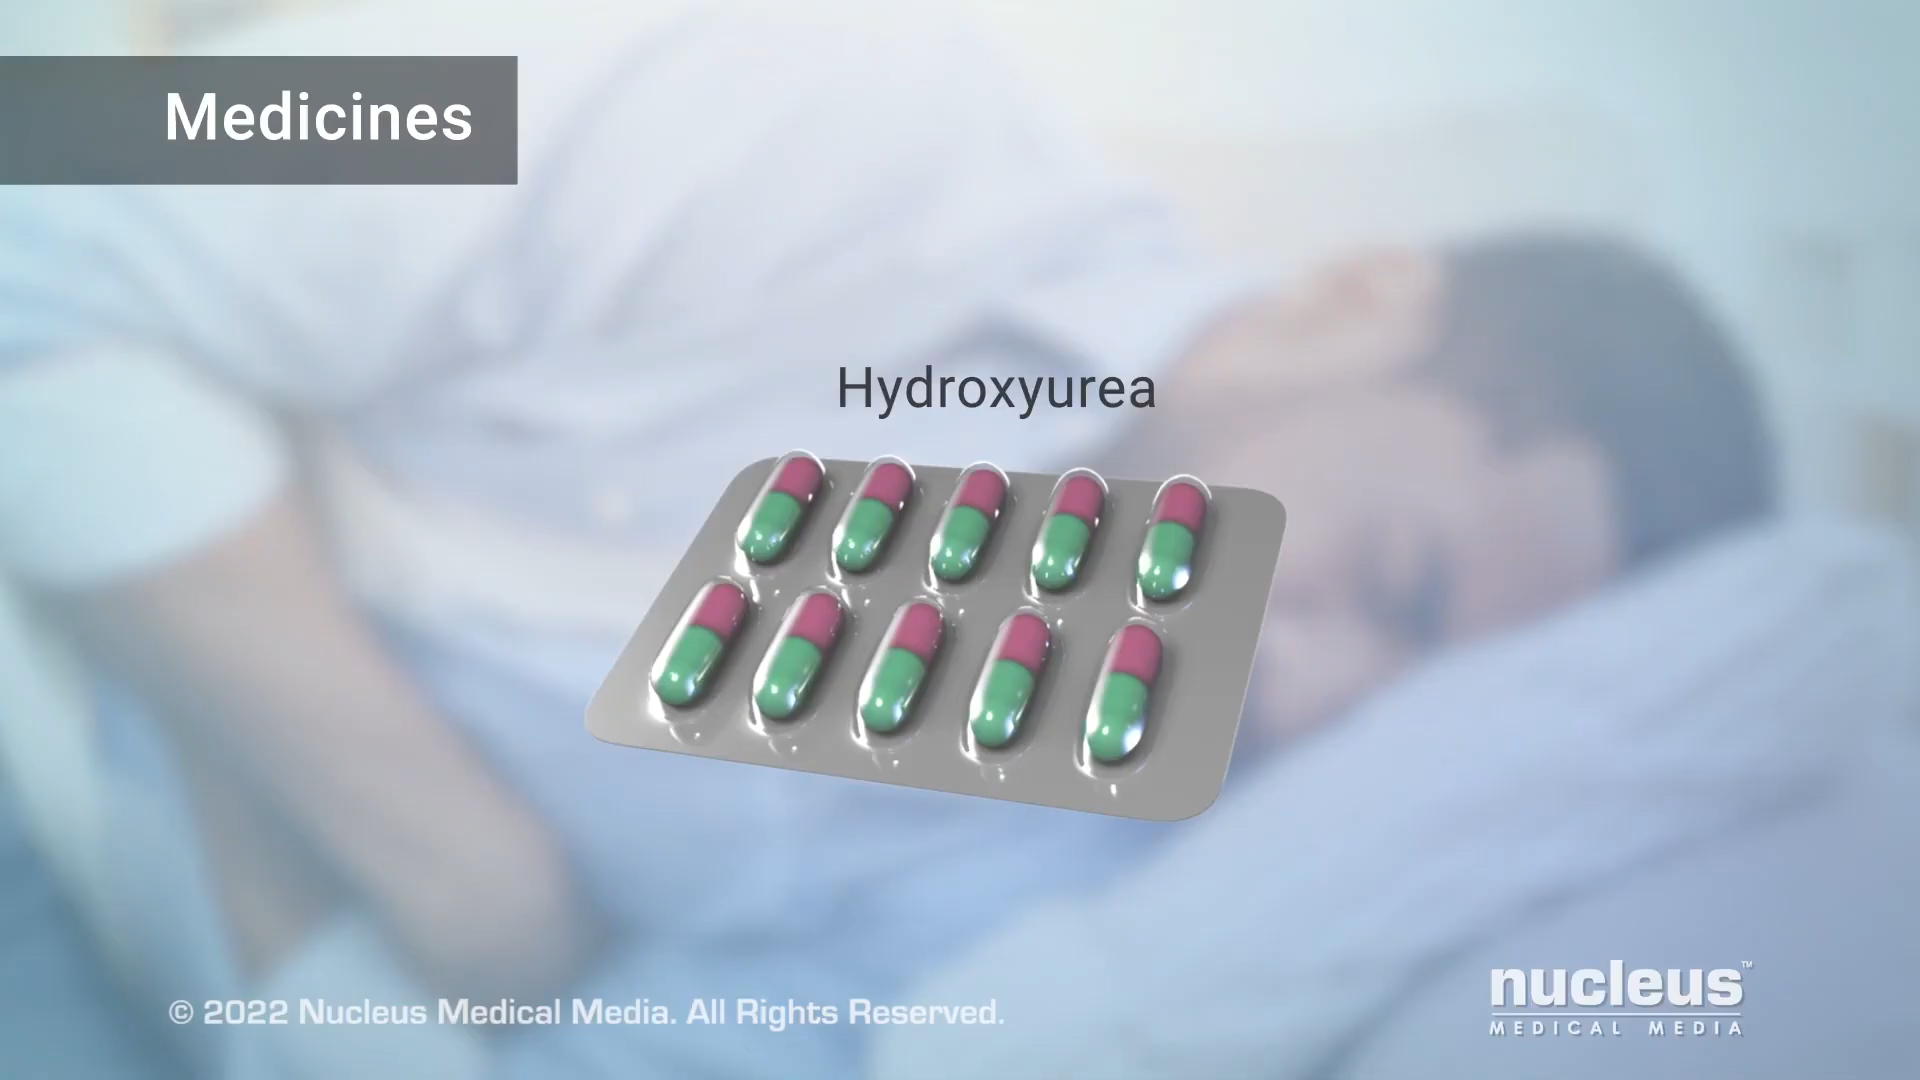 Medicines
Hydroxyurea
© 2022 Nucleus Medical Media. All Rights Reserved.
nucleus™
MEDICAL MEDIA